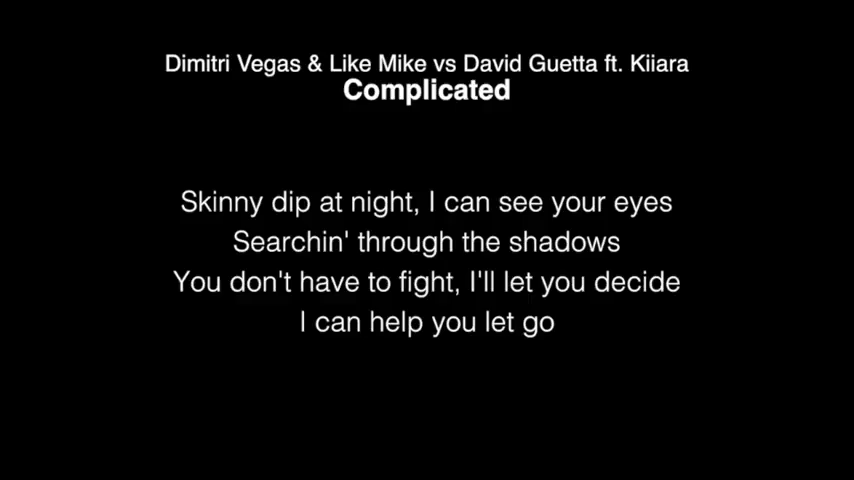 Dimitri Vegas & Like Mike vs David Guetta ft. Kiiara
Complicated
Skinny dip at night, I can see your eyes
Searchin' through the shadows
You don't have to fight, I'll let you decide
I can help you let go